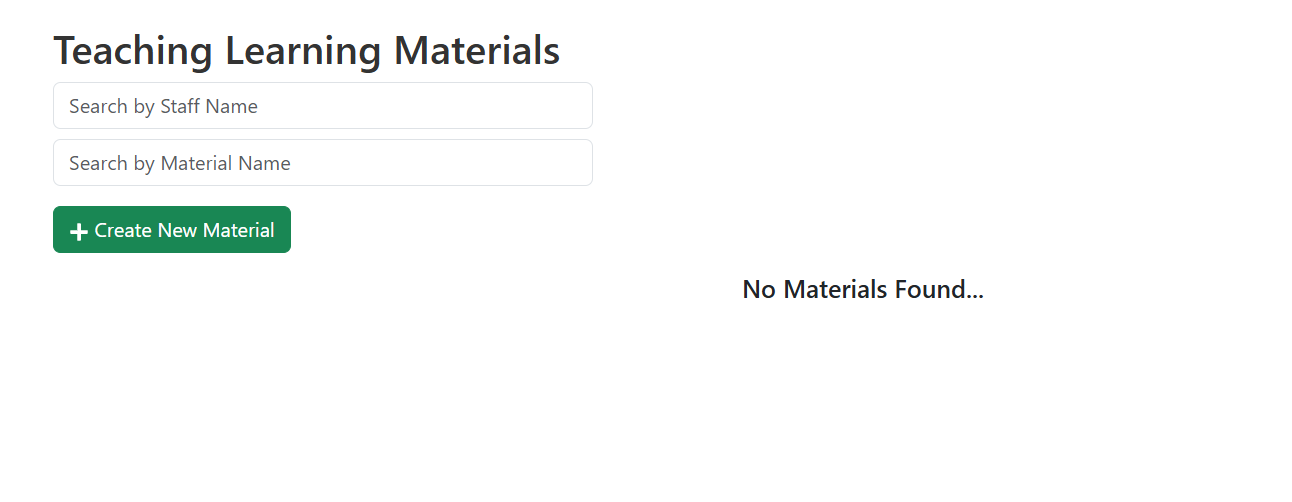 Teaching Learning Materials
Search by Staff Name
Search by Material Name
+ Create New Material
No Materials Found...